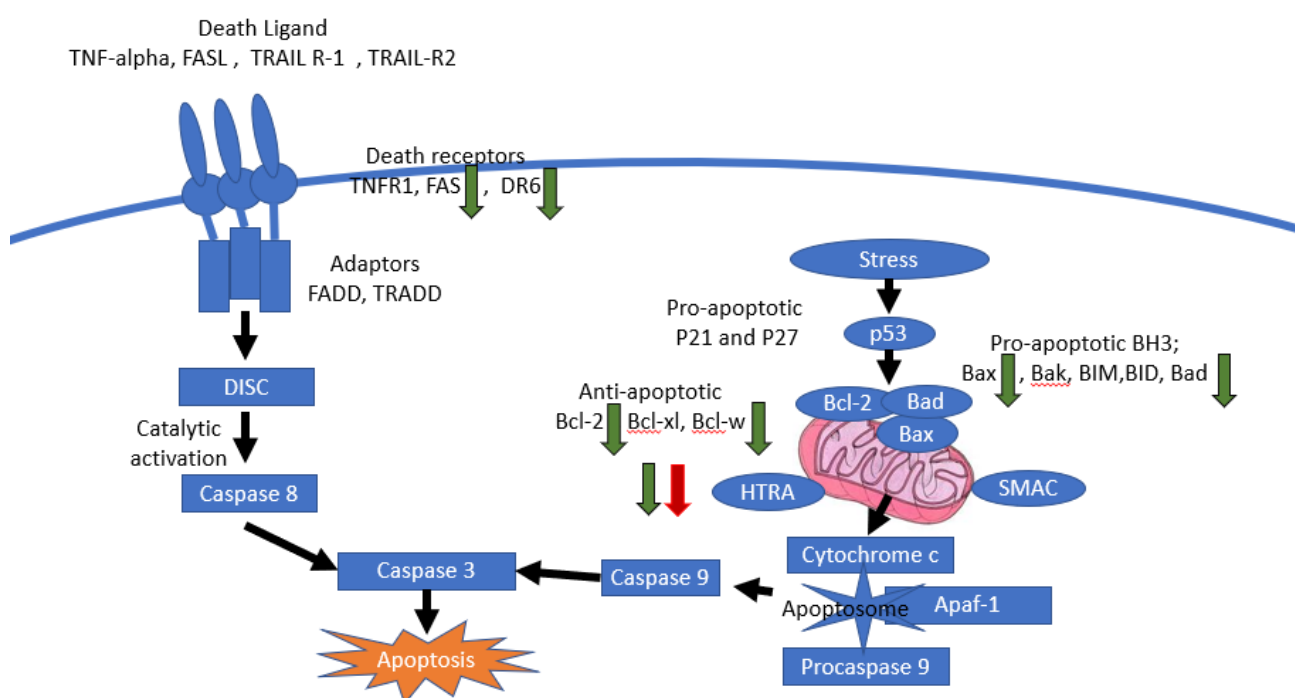 Death Ligand
TNF-alpha, FASL , TRAIL R-1 , TRAIL-R2
Death receptors
TNFR1, FAS , DR6
Adaptors
FADD, TRADD
DISC
Catalytic
activation
Caspase 8
Caspase 3
Apoptosis
Stress
Pro-apoptotic
P21 and P27
p53
Pro-apoptotic BH3;
Bax , Bak, BIM,BID, Bad
Anti-apoptotic
Bcl-2 Bcl-xl, Bcl-w
Bcl-2
Bad
Bax
HTRA
SMAC
Cytochrome c
Caspase 9
Apoptosome
Apaf-1
Procaspase 9